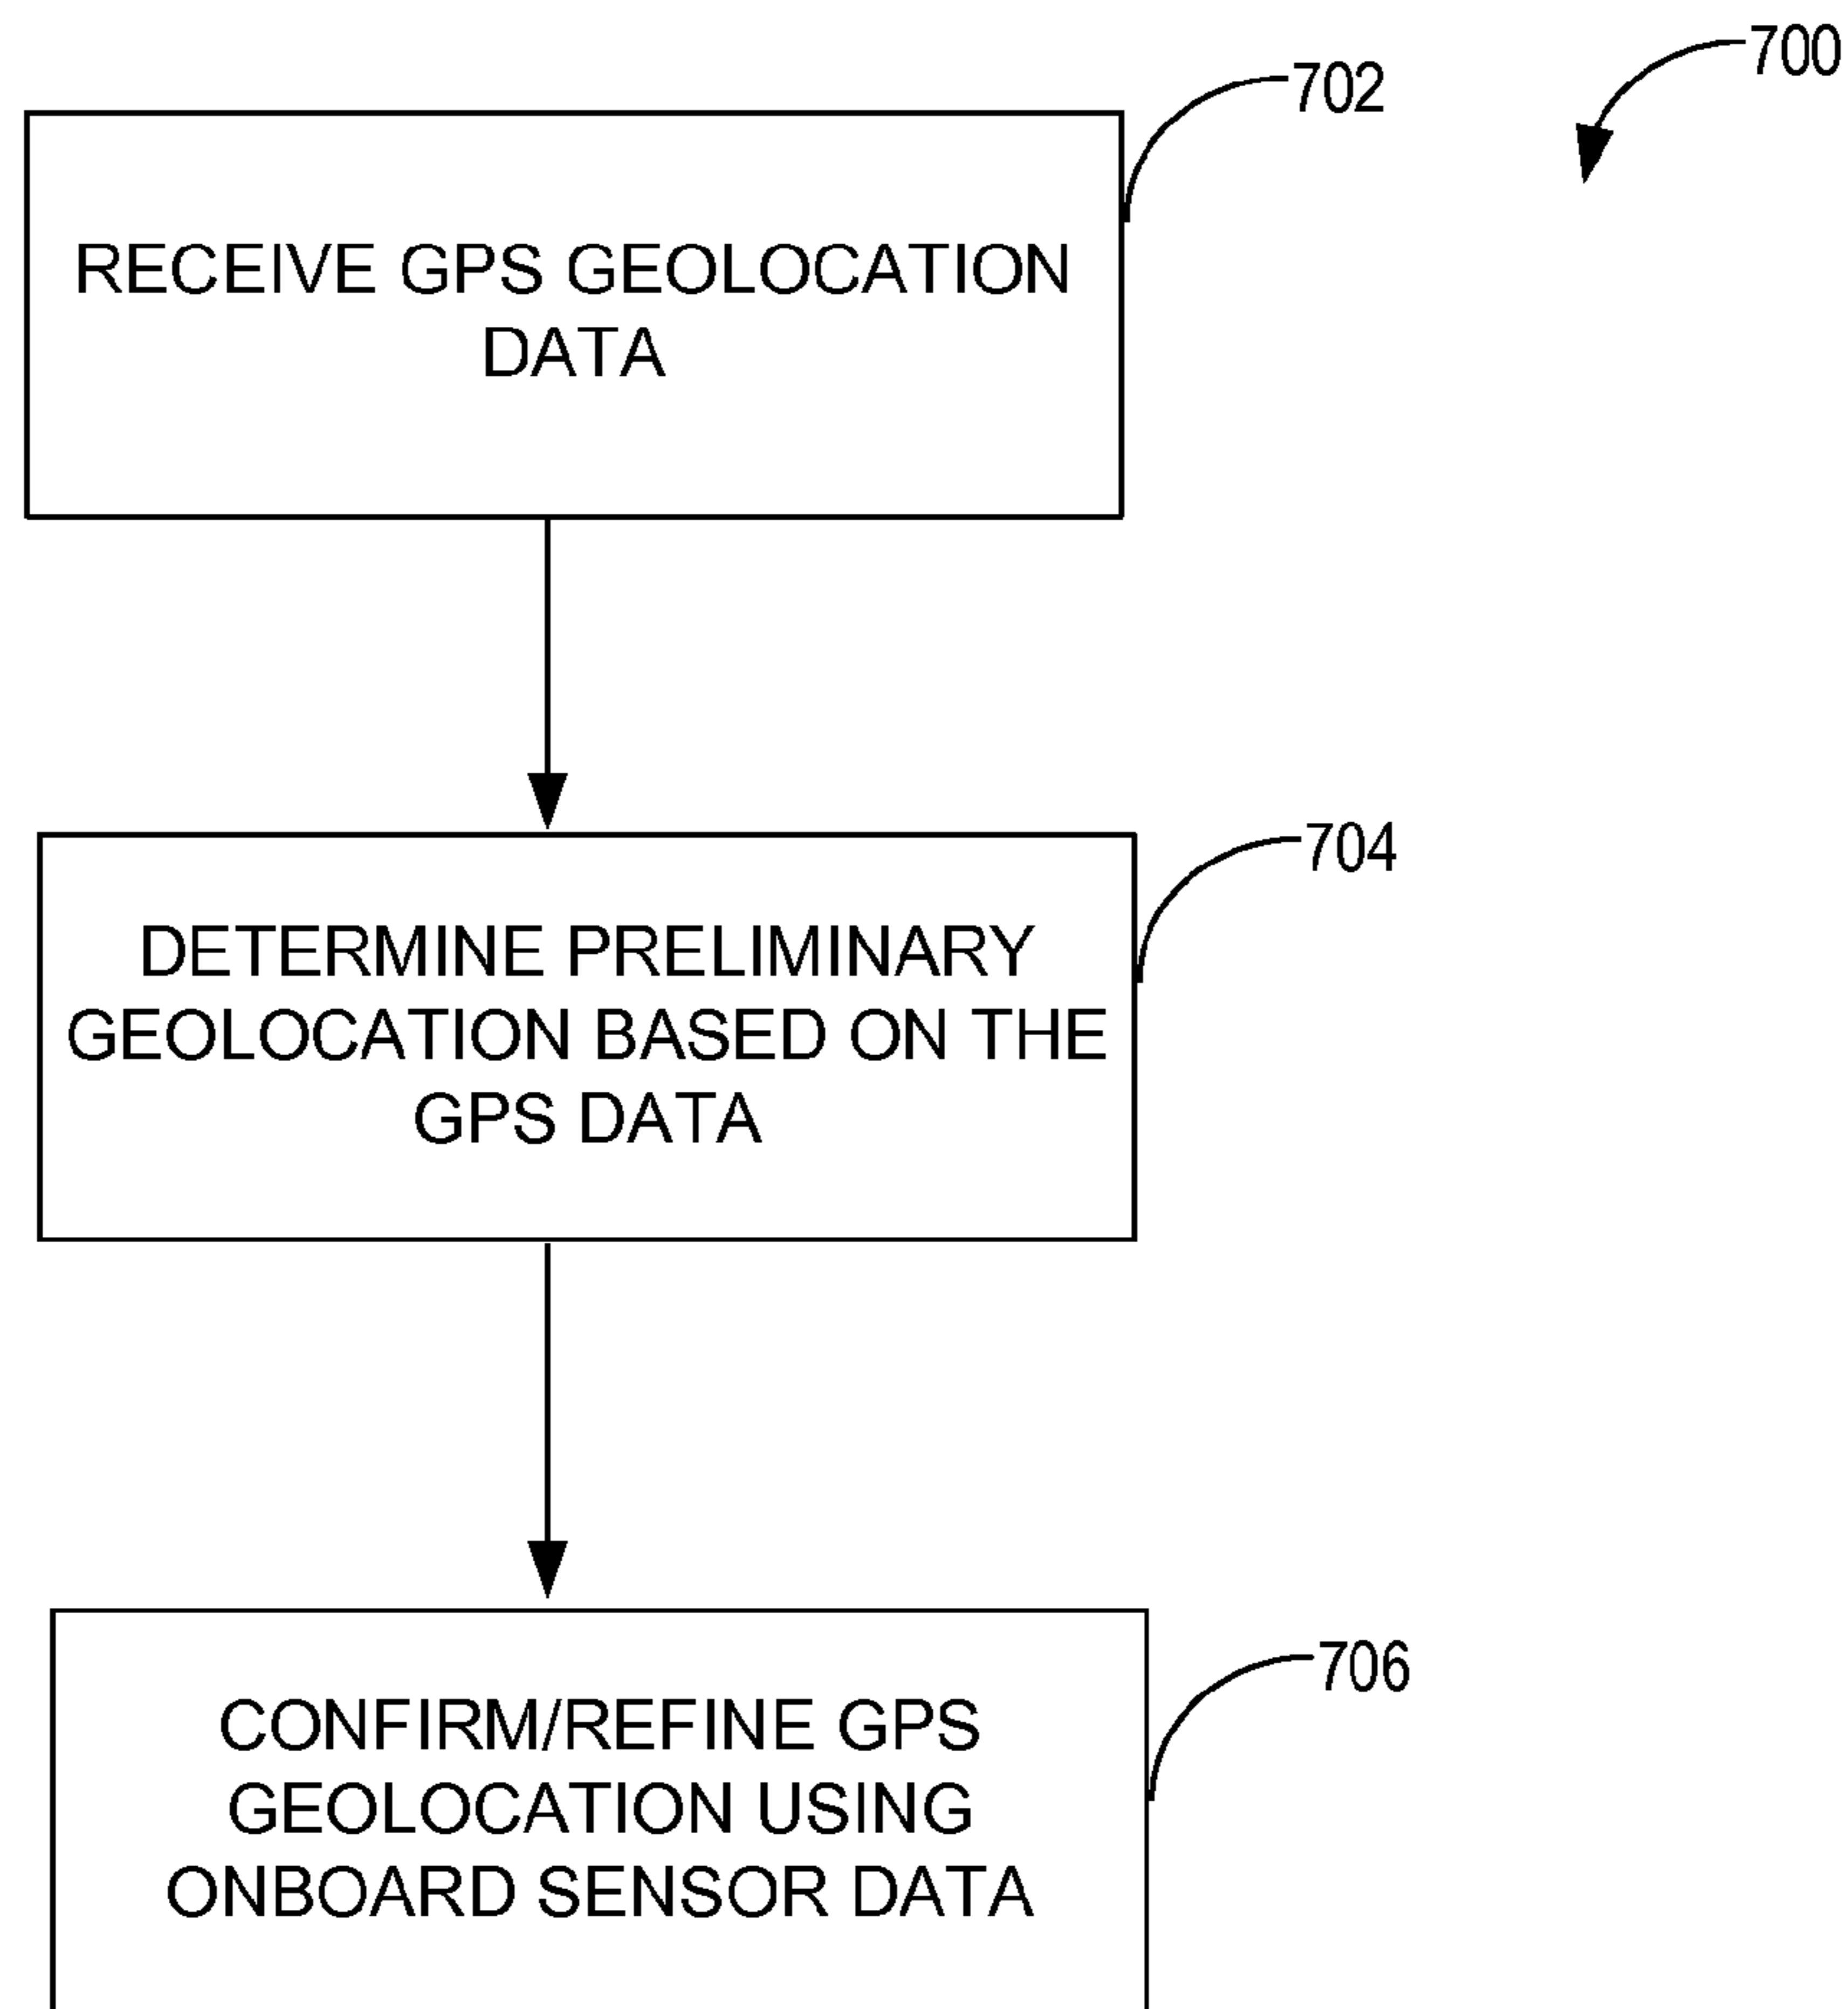 700
702
RECEIVE GPS GEOLOCATION
DATA
704
DETERMINE PRELIMINARY
GEOLOCATION BASED ON THE
GPS DATA
706
CONFIRM/REFINE GPS
GEOLOCATION USING
ONBOARD SENSOR DATA